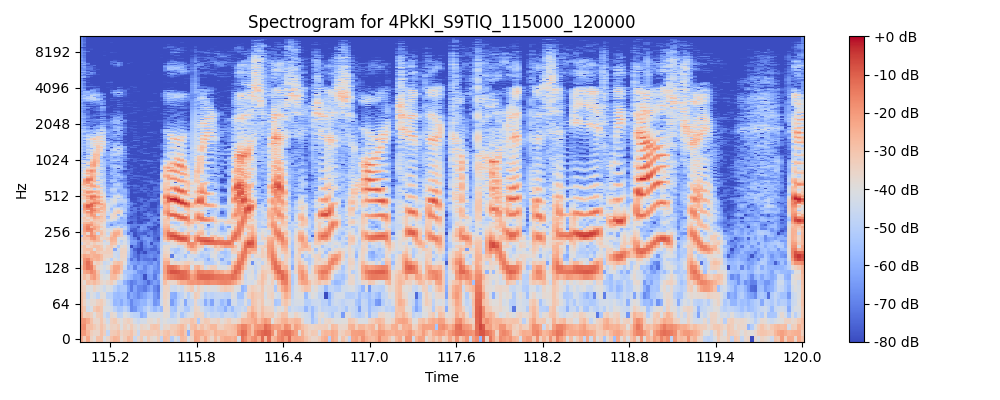 Spectrogram for 4PkKI_S9TIQ_115000_120000
Hz
8192
4096
2048
1024
512
256
128
64
0
115.2 115.8 116.4 117.0 117.6 118.2 118.8 119.4 120.0
Time
+0 dB
-10 dB
-20 dB
-30 dB
-40 dB
-50 dB
-60 dB
-70 dB
-80 dB